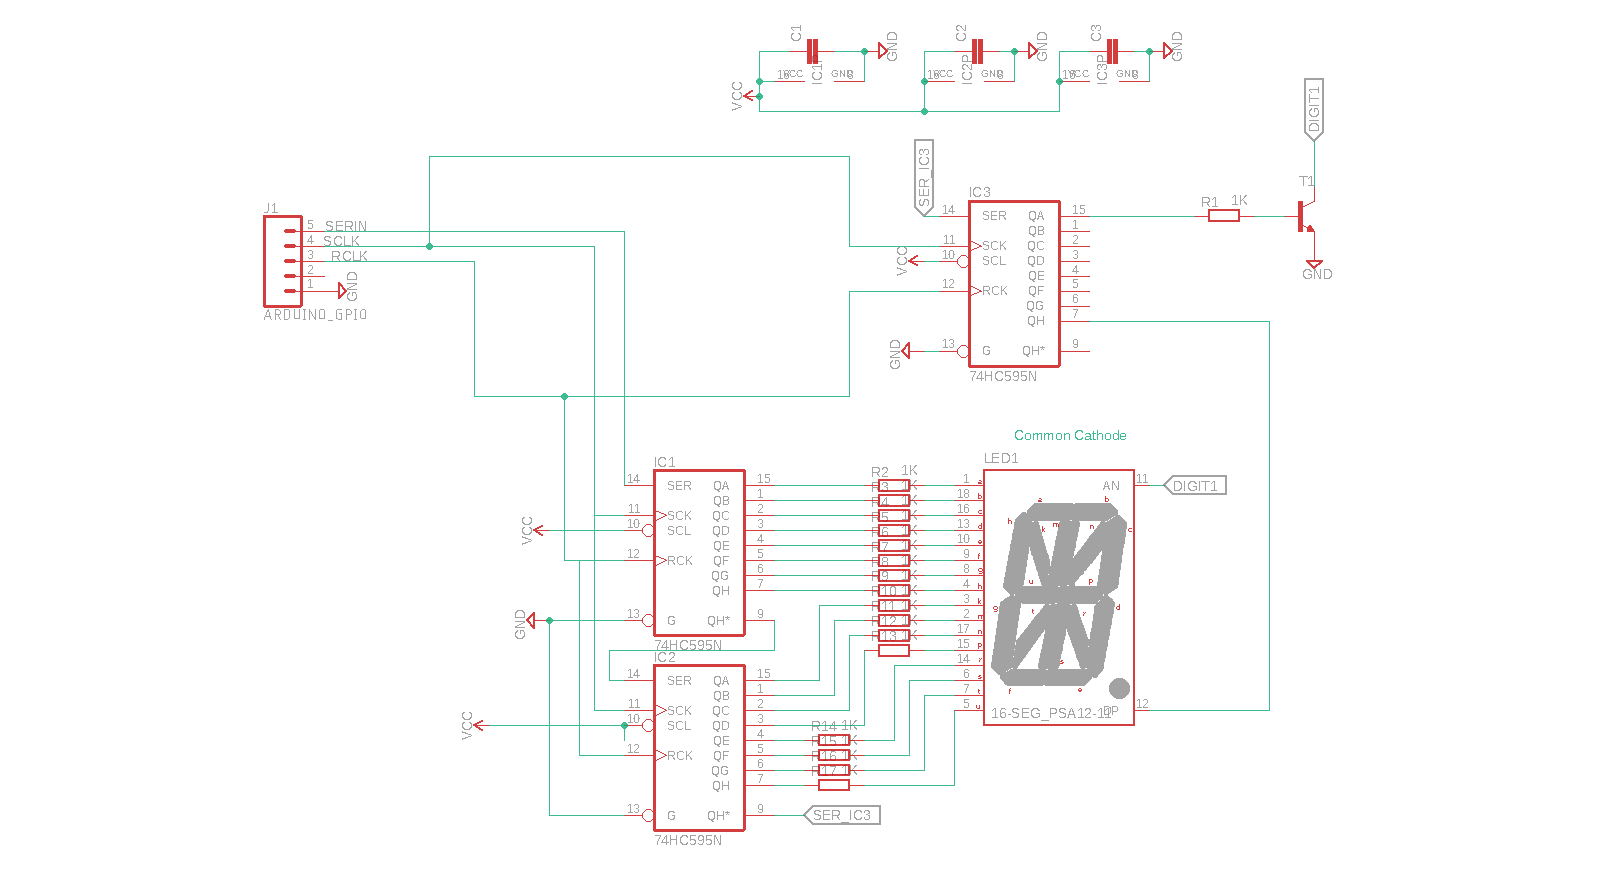 C1
C2
C3
GND
GND
GND
16
VCC
IC1P
GND
8
16
VCC
IC2P
GND
8
16
VCC
IC3P
GND
8
VCC
DIGIT1
SER_IC3
T1
R1 1K
GND
J1
5 SERIN
4 SCLK
3 RCLK
2
1
GND
ARDUINO_GPIO
IC3
14 SER QA 15
QB 1
11 SCK QC 2
VCC 10 SCL QD 3
QE 4
12 RCK QF 5
QG 6
QH 7
GND 13 G QH* 9
74HC595N
Common Cathode
LED1
IC1
14 SER QA 15
QB 1
11 SCK QC 2
VCC 10 SCL QD 3
QE 4
12 RCK QF 5
QG 6
QH 7
GND 13 G QH* 9
74HC595N
R2 1K
R3 1K
R4 1K
R5 1K
R6 1K
R7 1K
R8 1K
R9 1K
R10 1K
R11 1K
R12 1K
R13 1K
1 a
18 b
16 c
13 d
10 e
9 f
8 g
4 h
3 k
2 m
17 n
15 p
14 r
6 s
7 t
5 u
AN 11
DIGIT1
a b
h k m n c
u p
g t r d
s
f e
16-SEG_PSA12-11
DP 12
IC2
14 SER QA 15
QB 1
11 SCK QC 2
VCC 10 SCL QD 3
QE 4
12 RCK QF 5
QG 6
QH 7
13 G QH* 9
74HC595N
R14 1K
R15 1K
R16 1K
R17 1K
SER_IC3